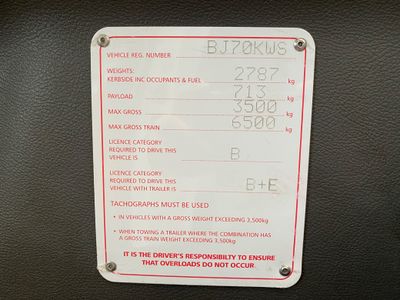 VEHICLE REG. NUMBER BJ70KWS
WEIGHTS:
KERBSIDE INC OCCUPANTS & FUEL 2787 kg
PAYLOAD 713 kg
MAX GROSS 3500 kg
MAX GROSS TRAIN 6500 kg
LICENCE CATEGORY
REQUIRED TO DRIVE THIS
VEHICLE IS B
LICENCE CATEGORY
REQUIRED TO DRIVE THIS
VEHICLE WITH TRAILER IS B+E
TACHOGRAPHS MUST BE USED
• IN VEHICLES WITH A GROSS WEIGHT EXCEEDING 3,500kg
• WHEN TOWING A TRAILER WHERE THE COMBINATION HAS
A GROSS TRAIN WEIGHT EXCEEDING 3,500kg
IT IS THE DRIVER'S RESPONSIBILTY TO ENSURE
THAT OVERLOADS DO NOT OCCUR